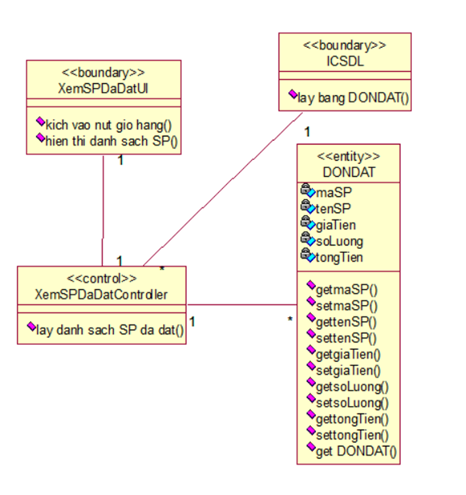 <<boundary>>
XemSPDaDatUI
kich vao nut gio hang()
hien thi danh sach SP()
1
<<boundary>>
ICSDL
lay bang DONDAT()
1
<<entity>>
DONDAT
maSP
tenSP
giaTien
soLuong
tongTien
getmaSP()
setmaSP()
gettenSP()
settenSP()
getgiaTien()
setgiaTien()
getsoLuong()
setsoLuong()
gettongTien()
settongTien()
get DONDAT()
1
*
<<control>>
XemSPDaDatController
lay danh sach SP da dat()
1
*